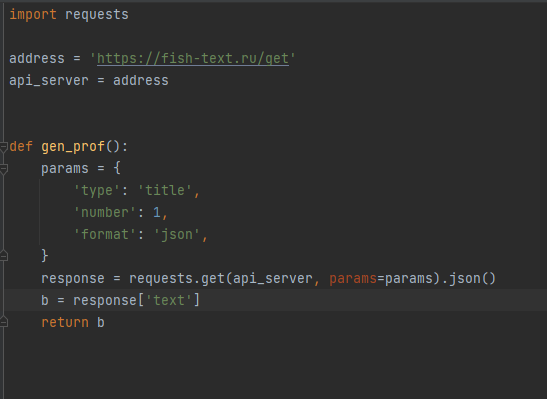 import requests
address = 'https://fish-text.ru/get'
api_server = address
def gen_prof():
params = {
'type': 'title',
'number': 1,
'format': 'json',
}
response = requests.get(api_server, params=params).json()
b = response['text']
return b